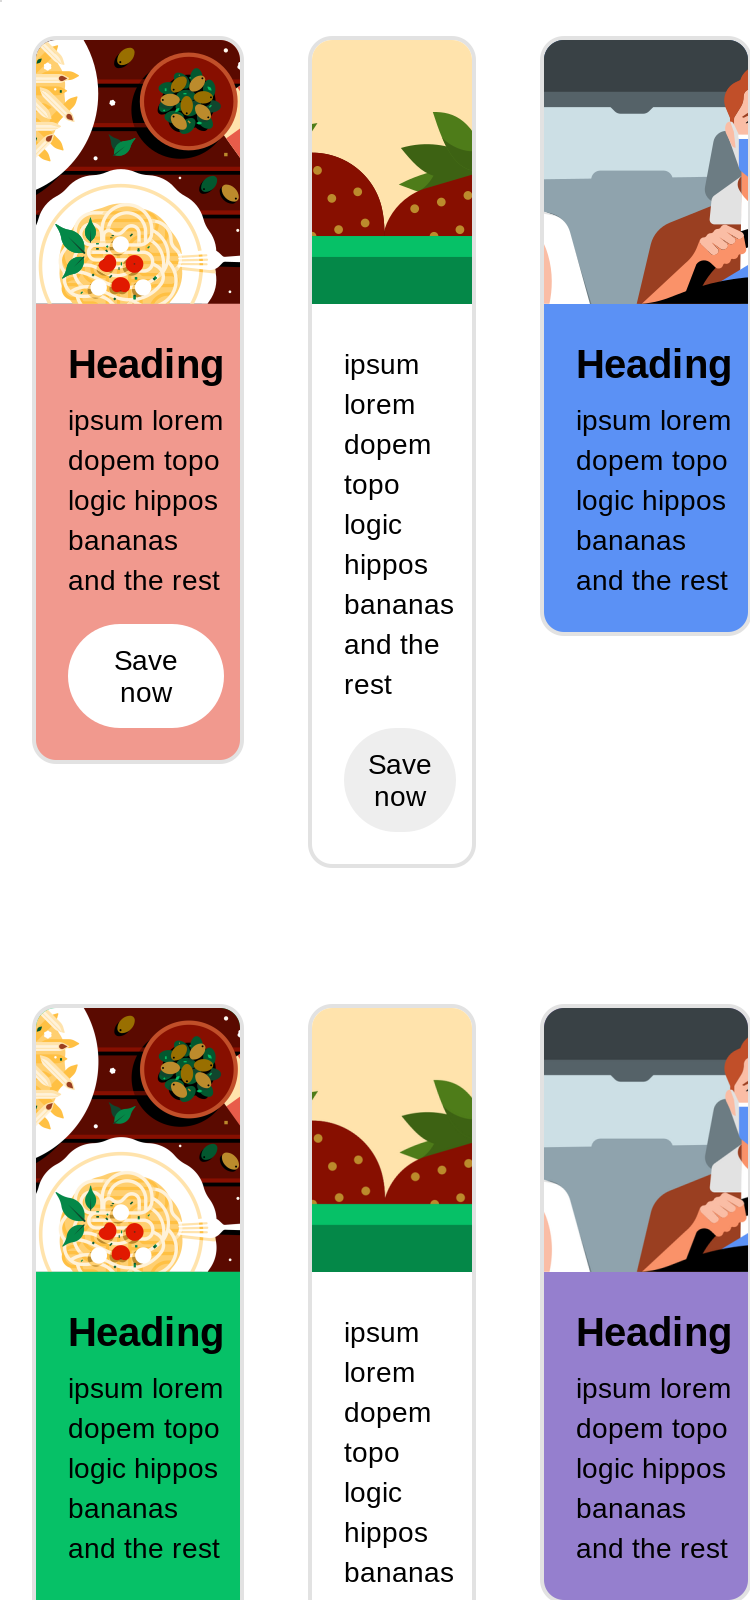 Heading
ipsum lorem
dopem topo
logic hippos
bananas
and the rest
Save
now
ipsum
lorem
dopem
topo
logic
hippos
bananas
and the
rest
Save
now
Heading
ipsum lorem
dopem topo
logic hippos
bananas
and the rest
Heading
ipsum lorem
dopem topo
logic hippos
bananas
and the rest
ipsum
lorem
dopem
topo
logic
hippos
bananas
Heading
ipsum lorem
dopem topo
logic hippos
bananas
and the rest